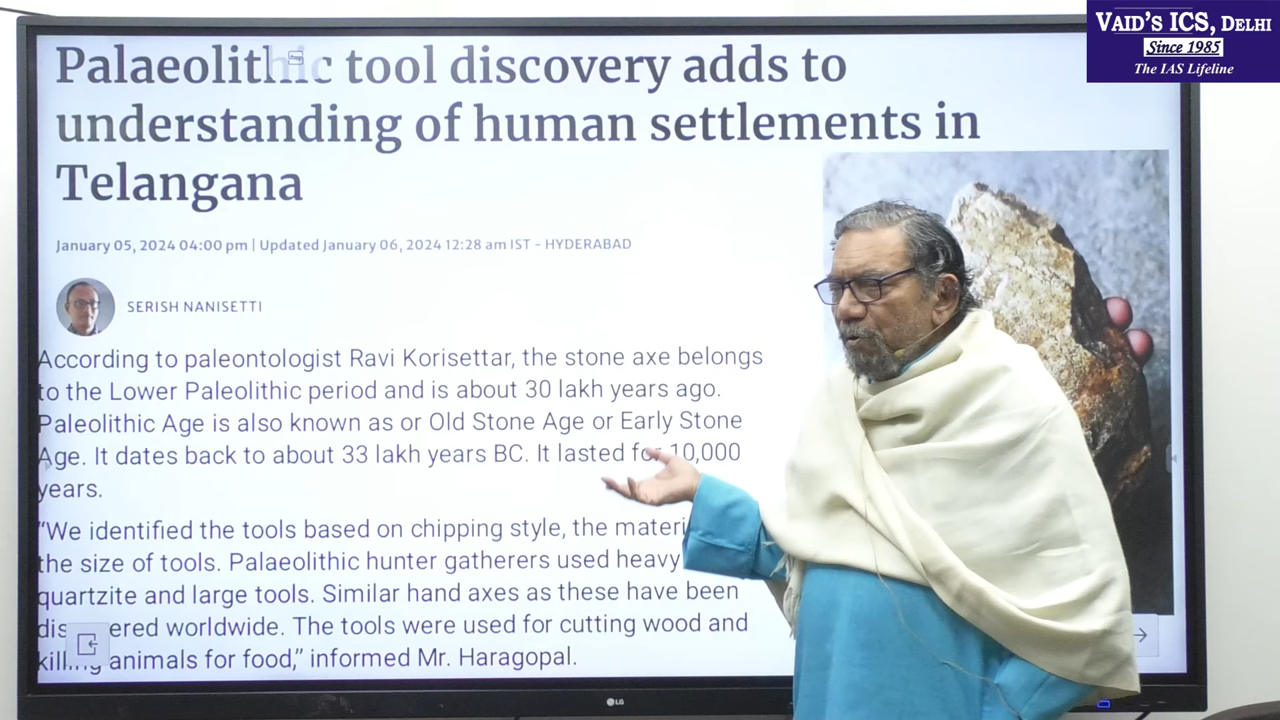 VAID'S ICS, DELHI
Since 1985
The IAS Lifeline
Palaeolithic tool discovery adds to
understanding of human settlements in
Telangana
January 05, 2024 04:00 pm | Updated January 06, 2024 12:28 am IST - HYDERABAD
SERISH NANISETTI
According to paleontologist Ravi Korisettar, the stone axe belongs
to the Lower Paleolithic period and is about 30 lakh years ago.
Paleolithic Age is also known as or Old Stone Age or Early Stone
Age. It dates back to about 33 lakh years BC. It lasted for 10,000
years.
"We identified the tools based on chipping style, the
the size of tools. Palaeolithic hunter gatherers used heavy
quartzite and large tools. Similar hand axes as these have been
worldwide. The tools were used for cutting wood and
animals for food," informed Mr. Haragopal.
LG